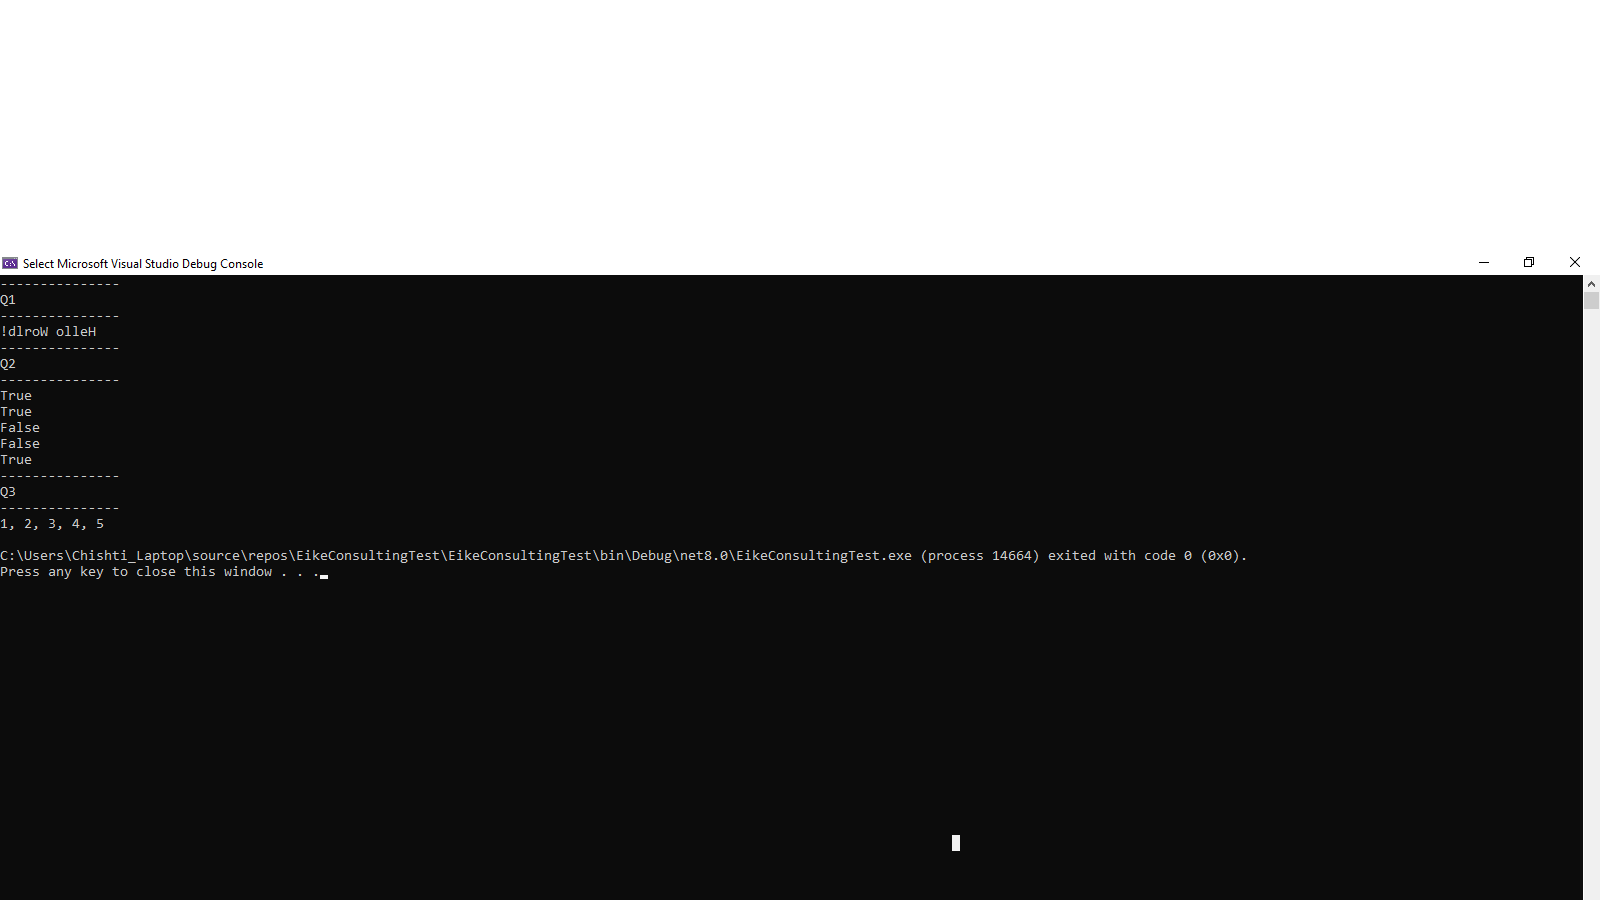 Select Microsoft Visual Studio Debug Console
---------------
Q1
---------------
!dlroW olleH
---------------
Q2
---------------
True
True
False
False
True
---------------
Q3
---------------
1, 2, 3, 4, 5
C:\Users\Chishti_Laptop\source\repos\EikeConsultingTest\EikeConsultingTest\bin\Debug\net8.0\EikeConsultingTest.exe (process 14664) exited with code 0 (0x0).
Press any key to close this window . . .